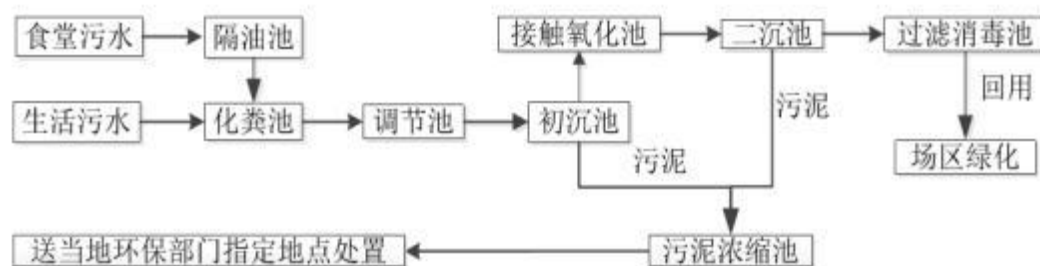 食堂污水
隔油池
接触氧化池
二沉池
过滤消毒池
污泥
回用
生活污水
化粪池
调节池
初沉池
污泥
场区绿化
送当地环保部门指定地点处置
污泥浓缩池